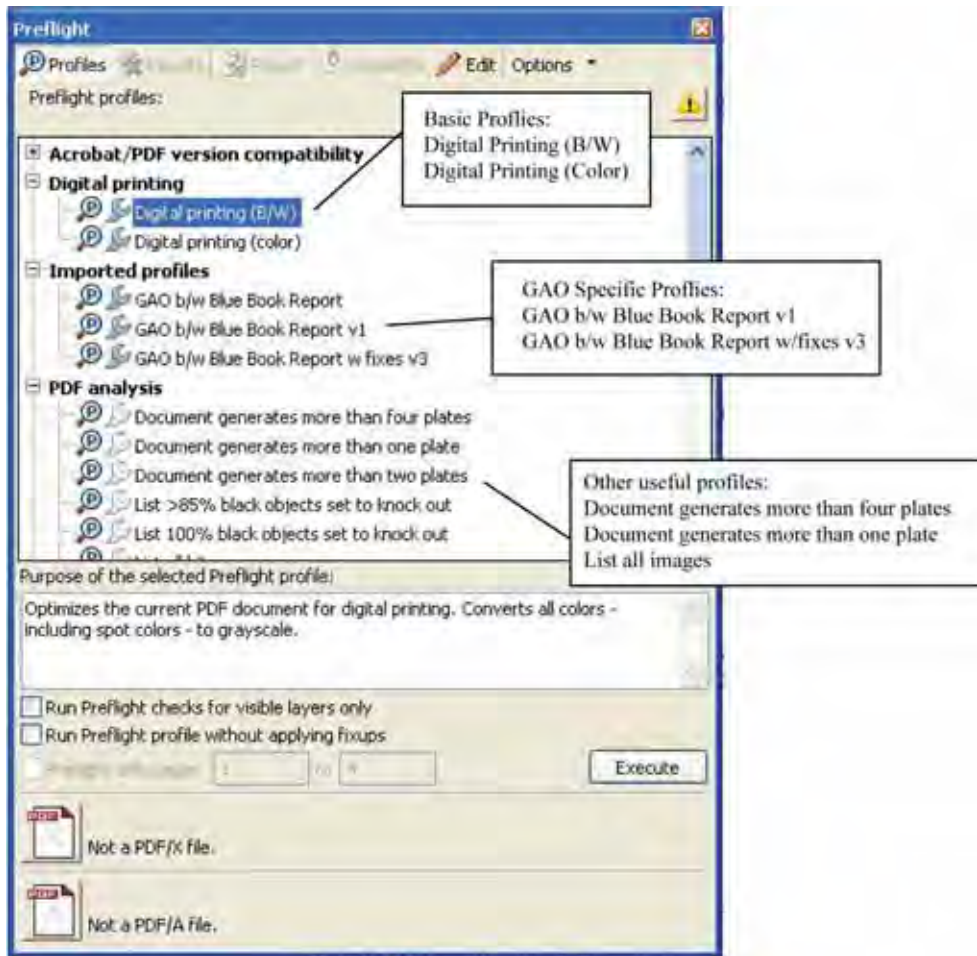 Preflight
Profiles Edit Options
Preflight profiles:
Basic Proflies:
Digital Printing (B/W)
Digital Printing (Color)
Acrobat/PDF version compatibility
Digital printing
Digital printing (B/W)
Digital printing (color)
Imported profiles
GAO b/w Blue Book Report
GAO b/w Blue Book Report v1
GAO b/w Blue Book Report w fixes v3
GAO Specific Proflies:
GAO b/w Blue Book Report v1
GAO b/w Blue Book Report w/fixes v3
PDF analysis
Document generates more than four plates
Document generates more than one plate
Document generates more than two plates
List >85% black objects set to knock out
List 100% black objects set to knock out
Other useful profiles:
Document generates more than four plates
Document generates more than one plate
List all images
Purpose of the selected Preflight profile:
Optimizes the current PDF document for digital printing. Converts all colors -
including spot colors - to grayscale.
Run Preflight checks for visible layers only
Run Preflight profile without applying fixups
to
Execute
Not a PDF/X file.
Not a PDF/A file.